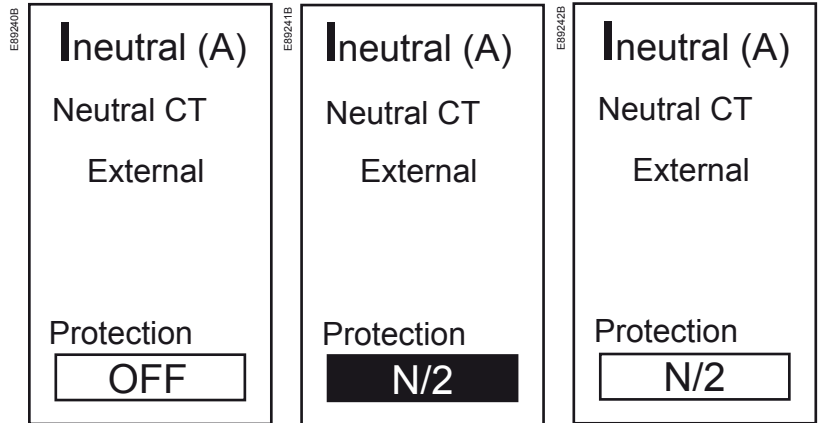 E89240B
Ineutral (A)
Neutral CT
External
Protection
OFF
E89241B
Ineutral (A)
Neutral CT
External
Protection
N/2
E89242B
Ineutral (A)
Neutral CT
External
Protection
N/2